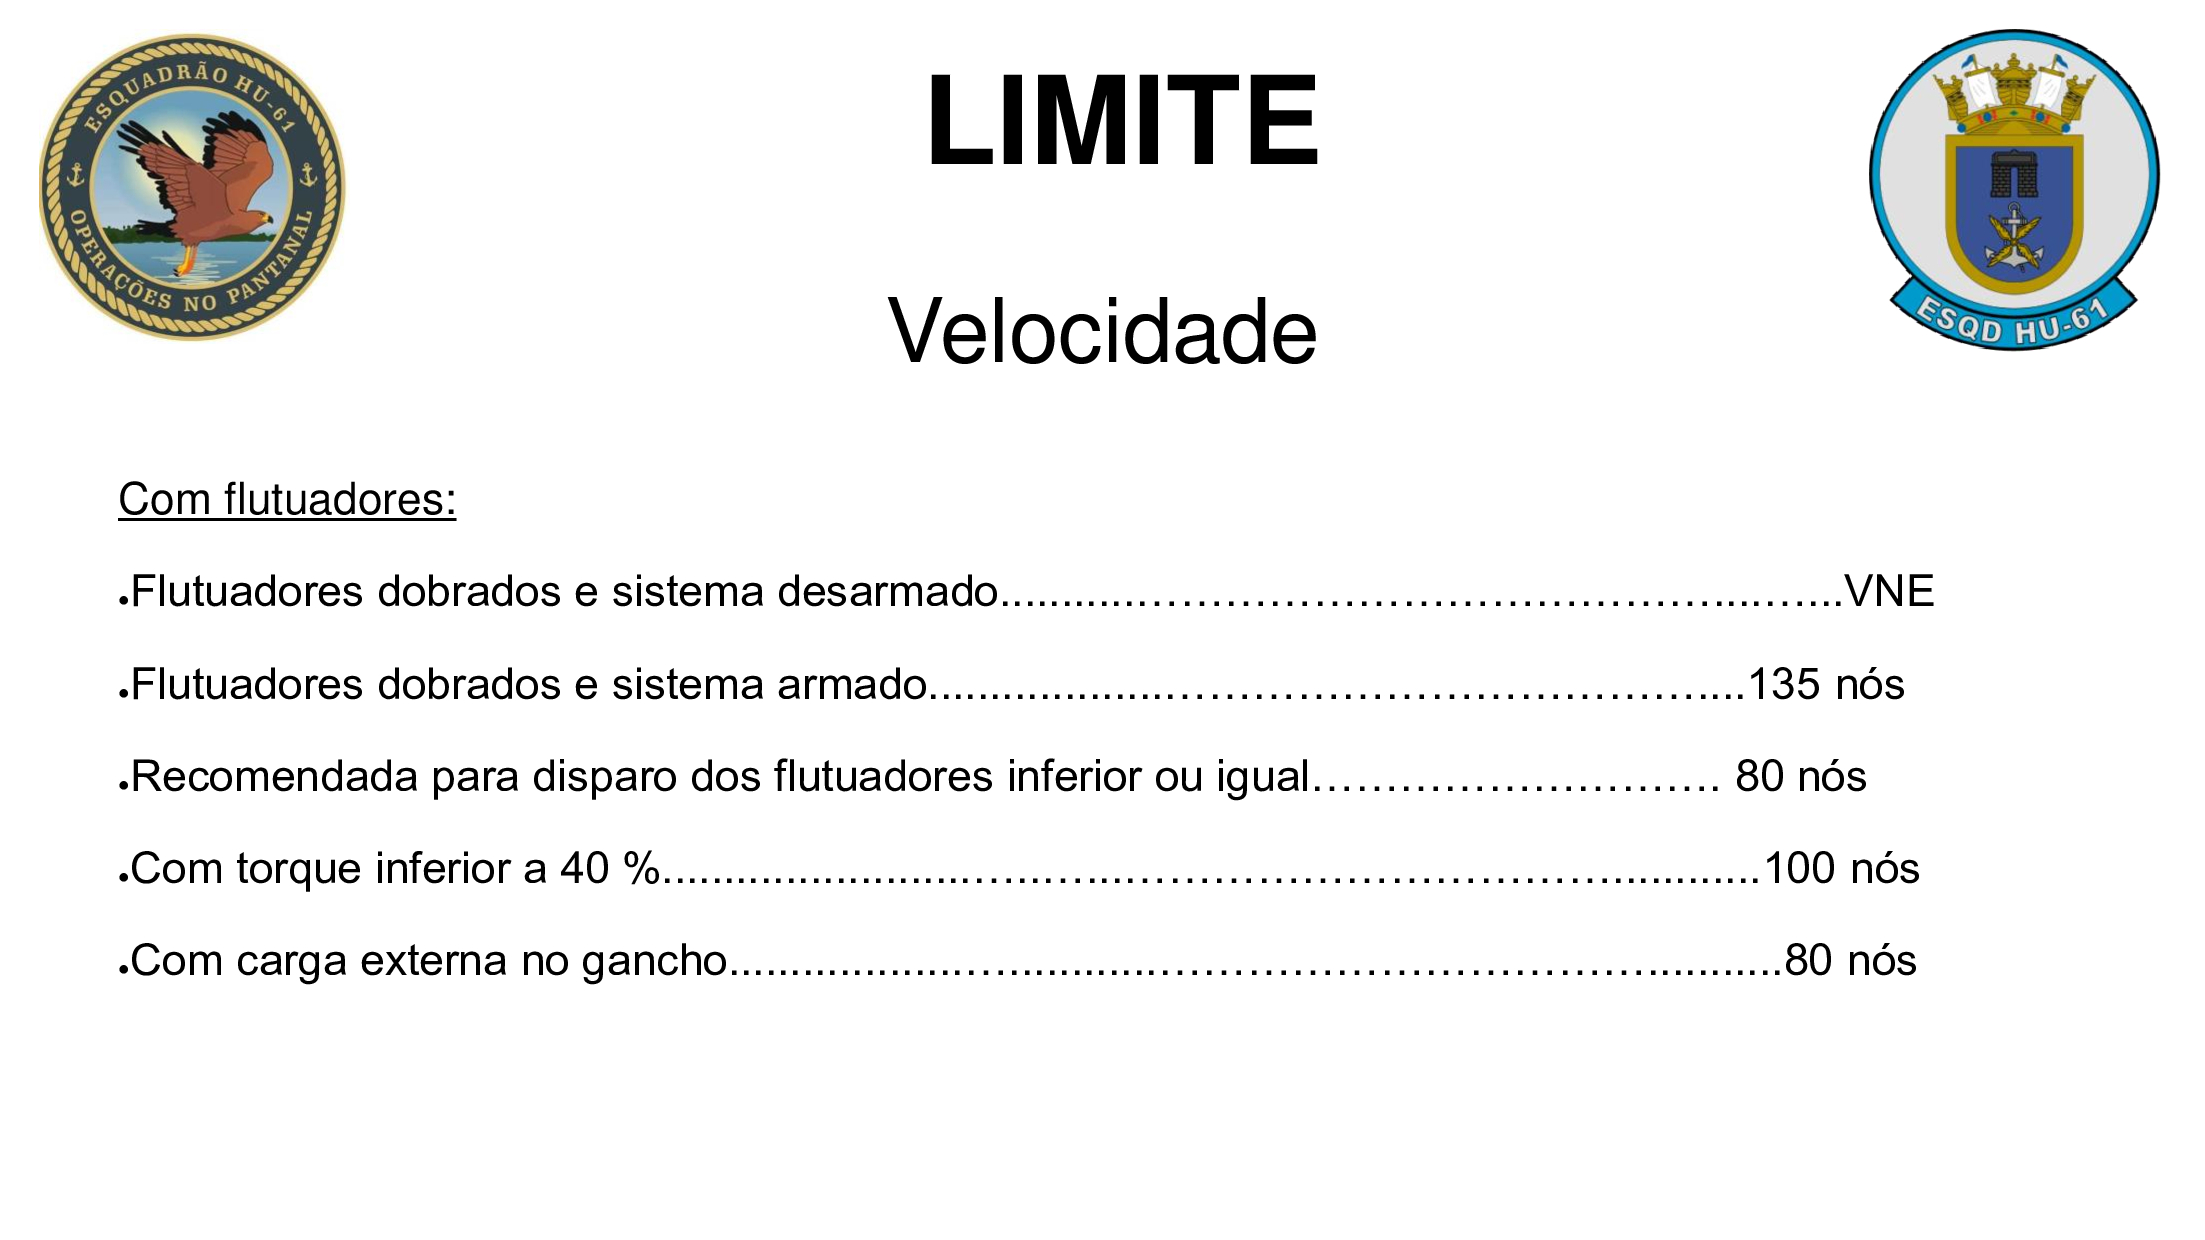 ESQUADRÃO HU-61
OPERAÇÕES NO PANTANAL
LIMITE
ESQD HU-61
Velocidade
Com flutuadores:
●Flutuadores dobrados e sistema desarmado............…………………………………...……...VNE
●Flutuadores dobrados e sistema armado...................………………………………....135 nós
●Recomendada para disparo dos flutuadores inferior ou igual………………………. 80 nós
●Com torque inferior a 40 %.........................…...…...……………………………............100 nós
●Com carga externa no gancho...................…............……………………………...........80 nós